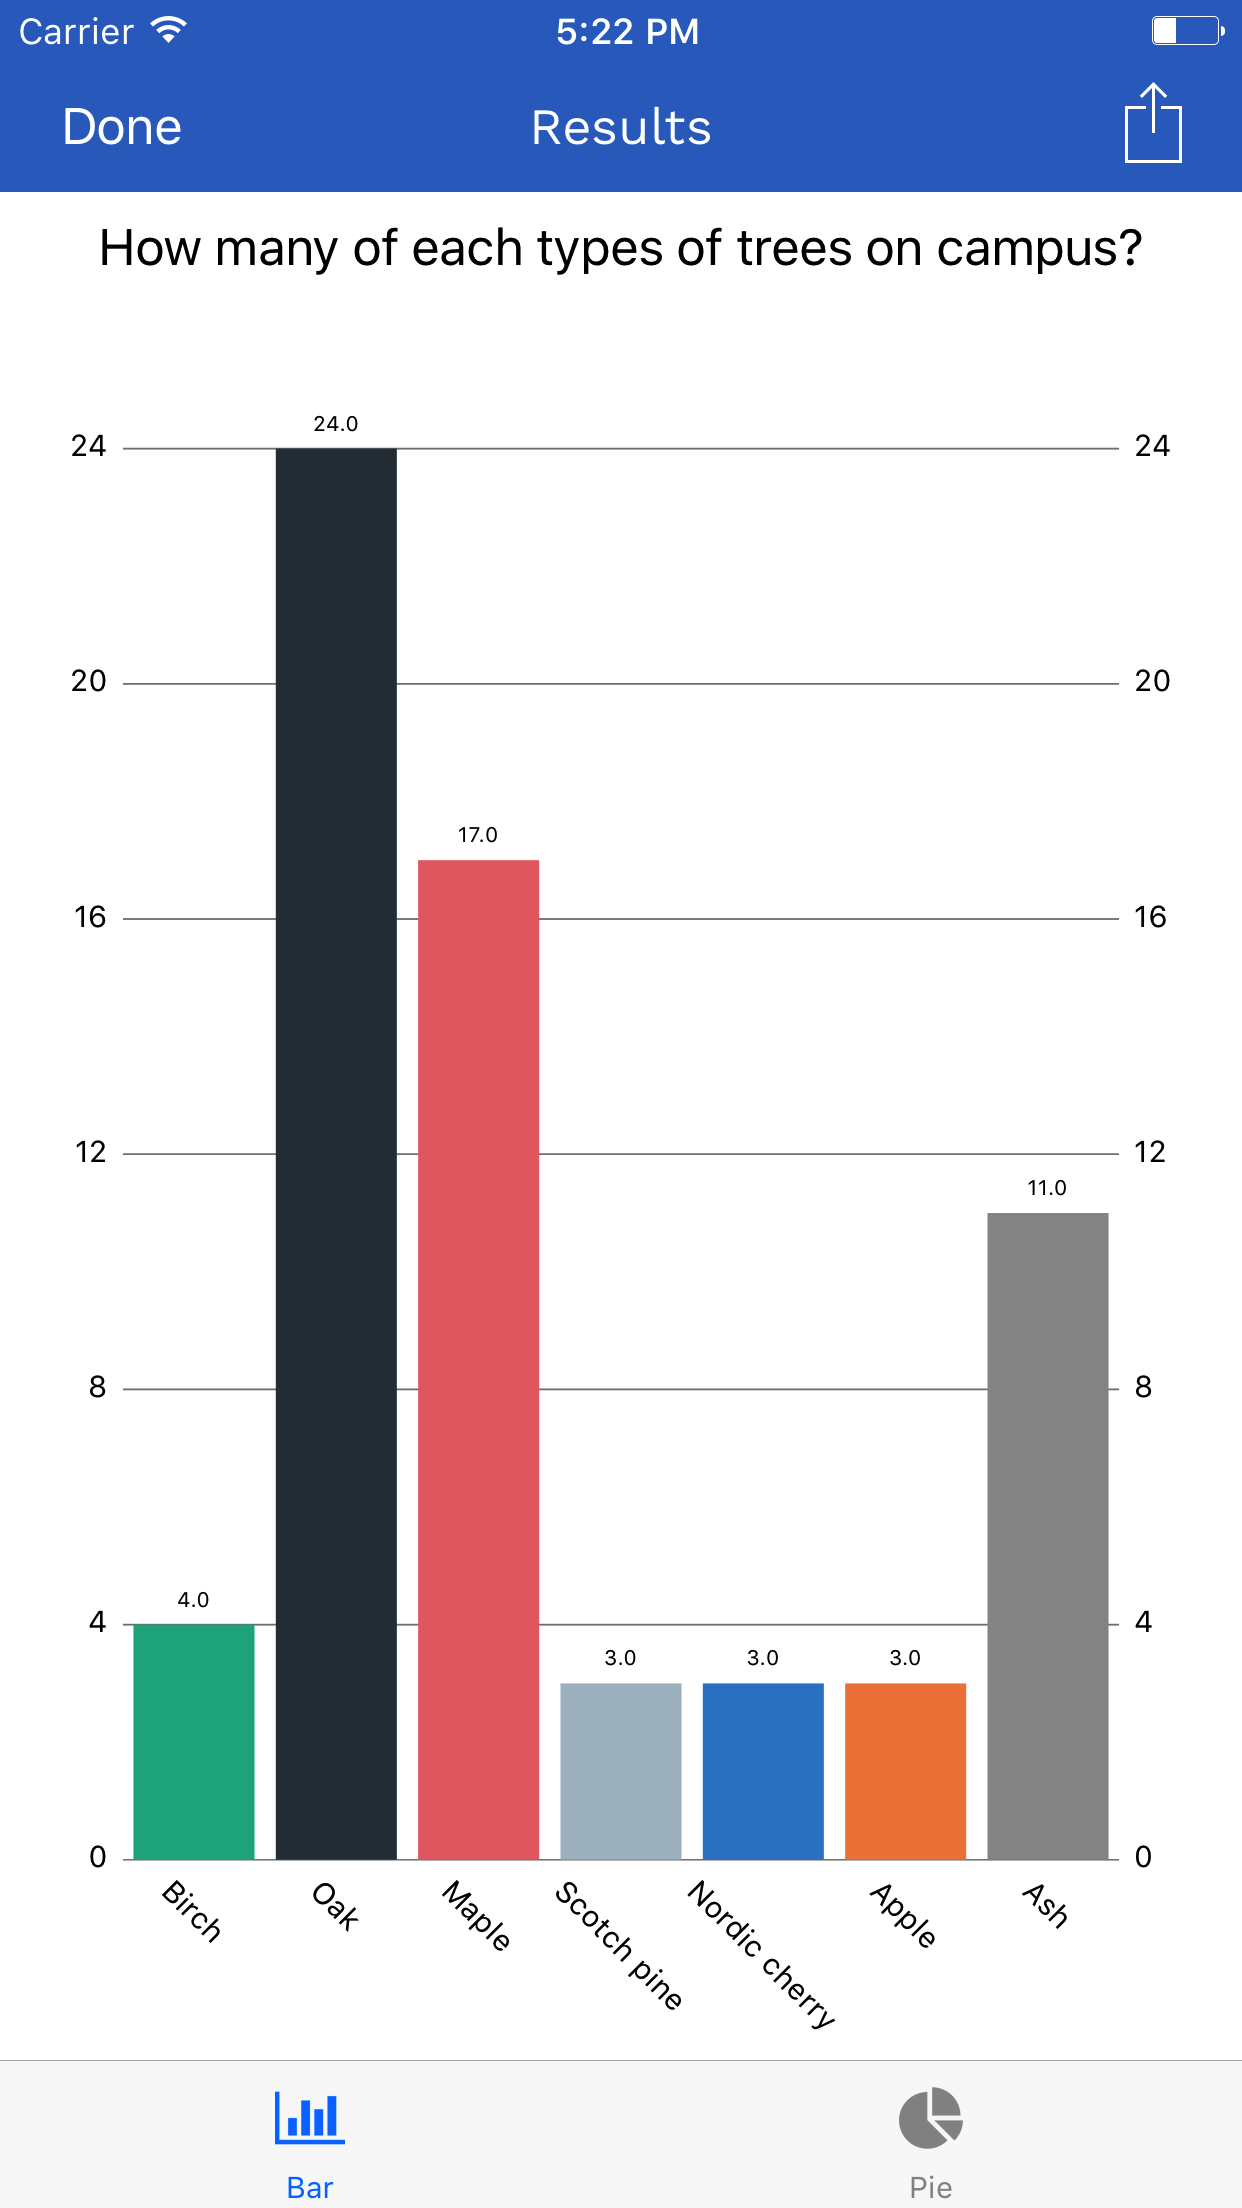 Carrier 5:22 PM
Done Results
How many of each types of trees on campus?
24.0
24 24
20 20
17.0
16 16
12 12
11.0
8 8
4.0
4 4
3.0 3.0 3.0
0 0
Birch Oak Maple Scotch pine Nordic cherry Apple Ash
Bar Pie